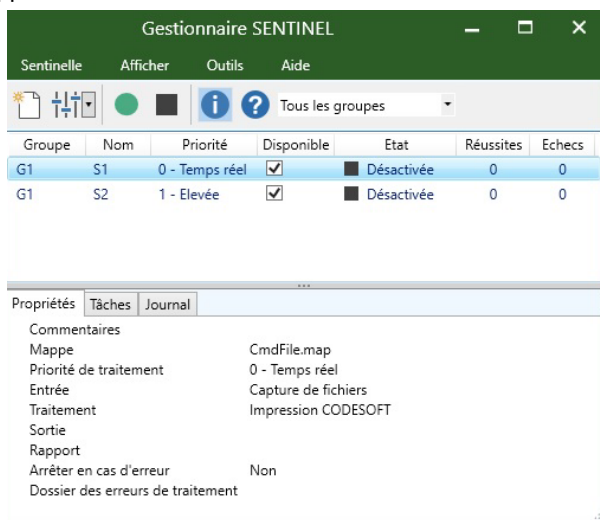 Gestionnaire SENTINEL
Sentinelle Afficher Outils Aide
Tous les groupes
Groupe Nom Priorité Disponible Etat Réussites Echecs
G1 S1 0 - Temps réel Désactivée 0 0
G1 S2 1 - Elevée Désactivée 0 0
Propriétés Tâches Journal
Commentaires
Mappe CmdFile.map
Priorité de traitement 0 - Temps réel
Entrée Capture de fichiers
Traitement Impression CODESOFT
Sortie
Rapport
Arrêter en cas d'erreur Non
Dossier des erreurs de traitement